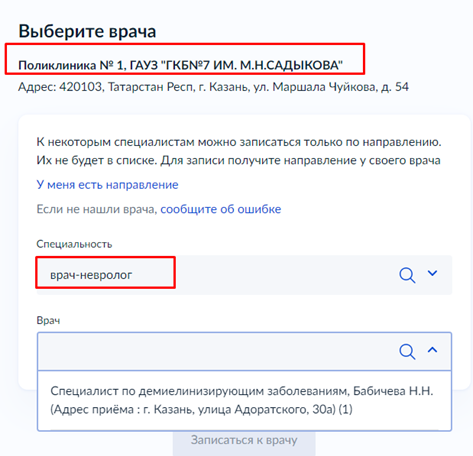 Выберите врача
Поликлиника № 1, ГАУЗ "ГКБ№7 ИМ. М.Н.САДЫКОВА"
Адрес: 420103, Татарстан Респ, г. Казань, ул. Маршала Чуйкова, д. 54
К некоторым специалистам можно записаться только по направлению.
Их не будет в списке. Для записи получите направление у своего врача
У меня есть направление
Если не нашли врача, сообщите об ошибке
Специальность
врач-невролог
Врач
Специалист по демиелинизирующим заболеваниям, Бабичева Н.Н.
(Адрес приёма : г. Казань, улица Адоратского, 30а) (1)
Записаться к врачу